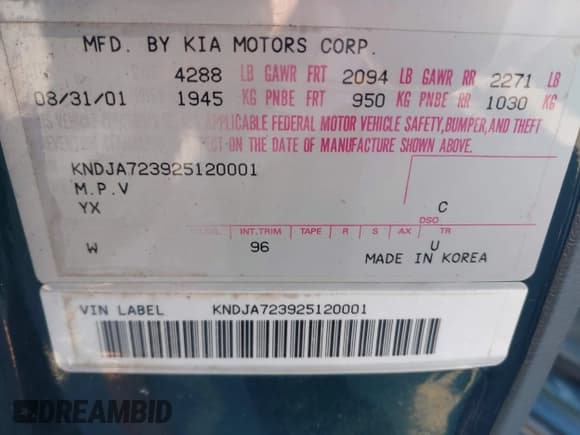 MFD. BY KIA MOTORS CORP.
4288 LB GAWR FRT 2094 LB GAWR RR 2271 LB
08/31/01 1945 KG PNBE FRT 950 KG PNBE RR 1030 KG
VEHICLE APPLICABLE FEDERAL MOTOR VEHICLE SAFETY, BUMPER, AND THEFT
ON THE DATE OF MANUFACTURE SHOWN ABOVE.
KNDJA723925120001
M.P.V
YX C
DSO
INT.TRIM TAPE R S AX TR
W 96 U
MADE IN KOREA
VIN LABEL KNDJA723925120001
DREAMBID